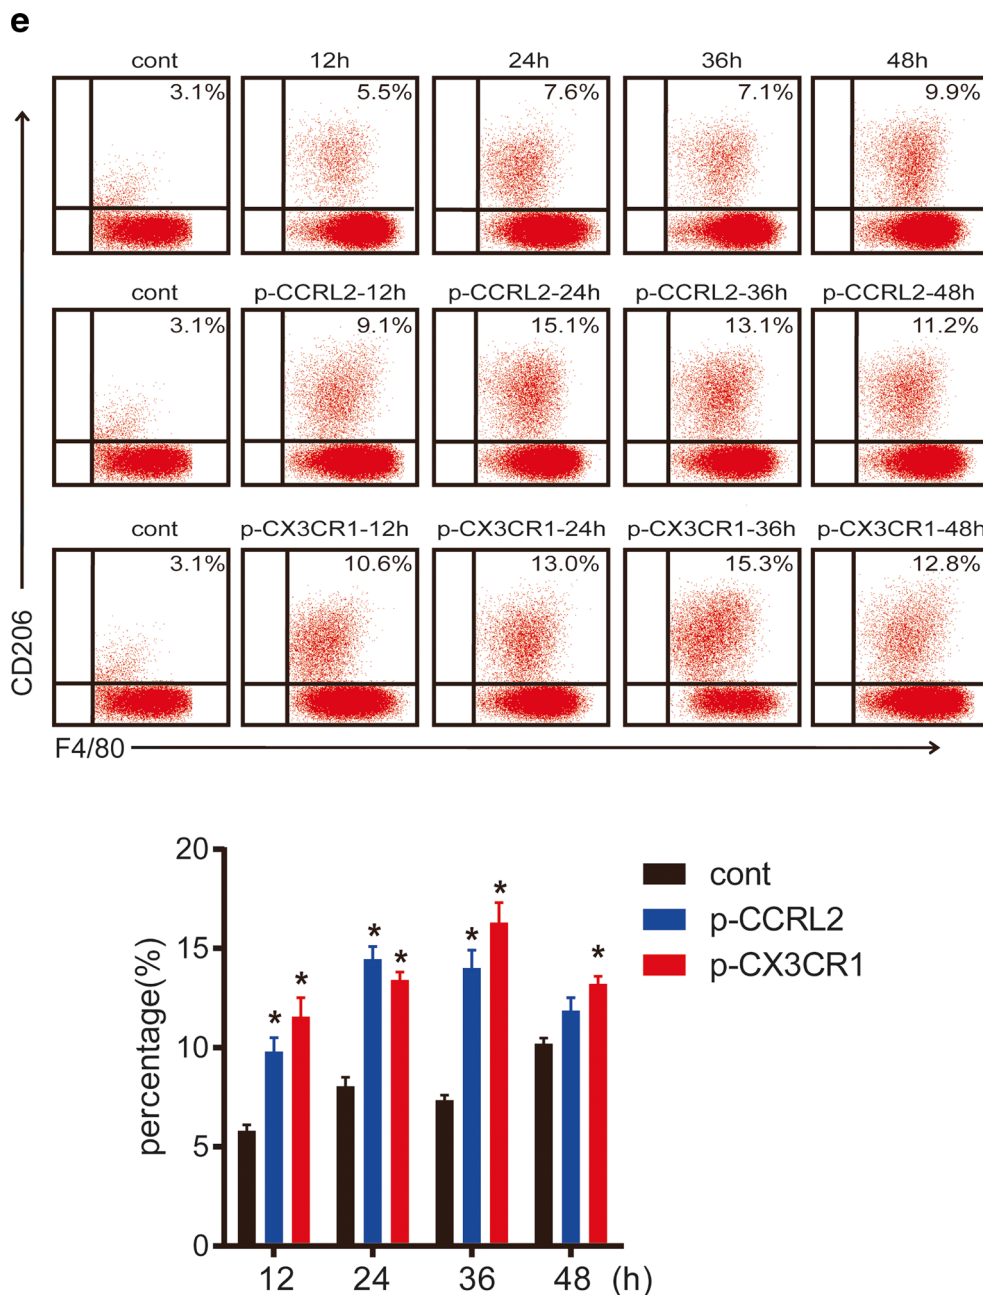 e
cont 12h 24h 36h 48h
3.1% 5.5% 7.6% 7.1% 9.9%
cont p-CCRL2-12h p-CCRL2-24h p-CCRL2-36h p-CCRL2-48h
3.1% 9.1% 15.1% 13.1% 11.2%
cont p-CX3CR1-12h p-CX3CR1-24h p-CX3CR1-36h p-CX3CR1-48h
3.1% 10.6% 13.0% 15.3% 12.8%
CD206
F4/80
20
15
10
5
0
percentage(%)
* * * * * * *
12 24 36 48 (h)
cont
p-CCRL2
p-CX3CR1